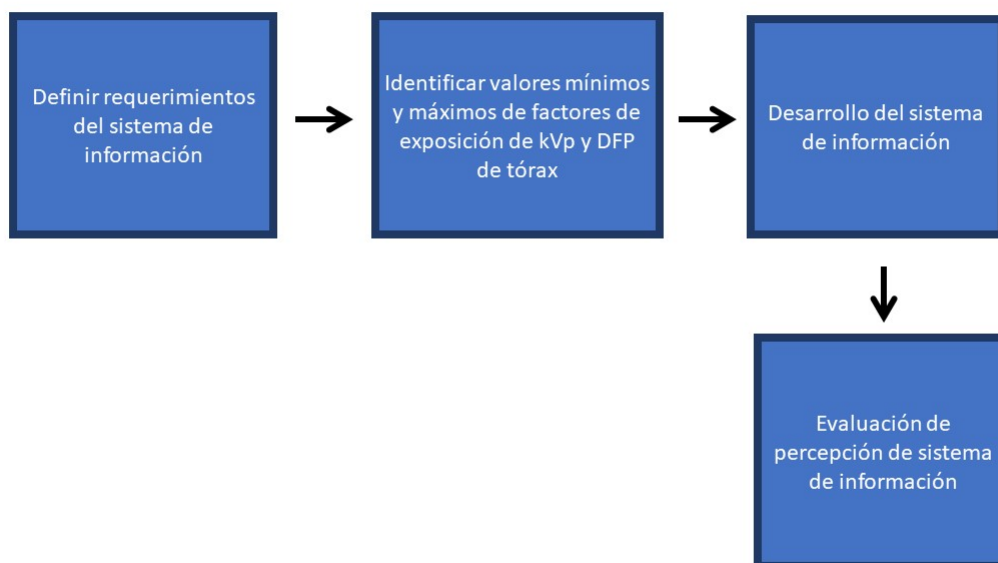 Definir requerimientos
del sistema de
información
Identificar valores mínimos
y máximos de factores de
exposición de kVp y DFP
de tórax
Desarrollo del sistema
de información
Evaluación de
percepción de sistema
de información